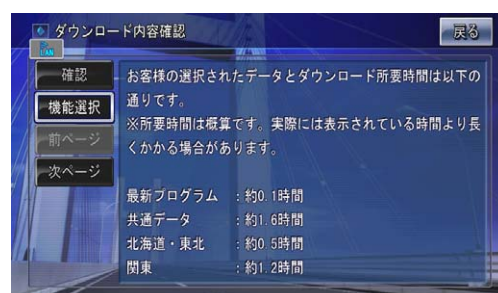 ダウンロード内容確認
戻る
LAN
確認
機能選択
前ページ
次ページ
お客様の選択されたデータとダウンロード所要時間は以下の
通りです。
※所要時間は概算です。実際には表示されている時間より長
くかかる場合があります。
最新プログラム :約0.1時間
共通データ :約1.6時間
北海道・東北 :約0.5時間
関東 :約1.2時間